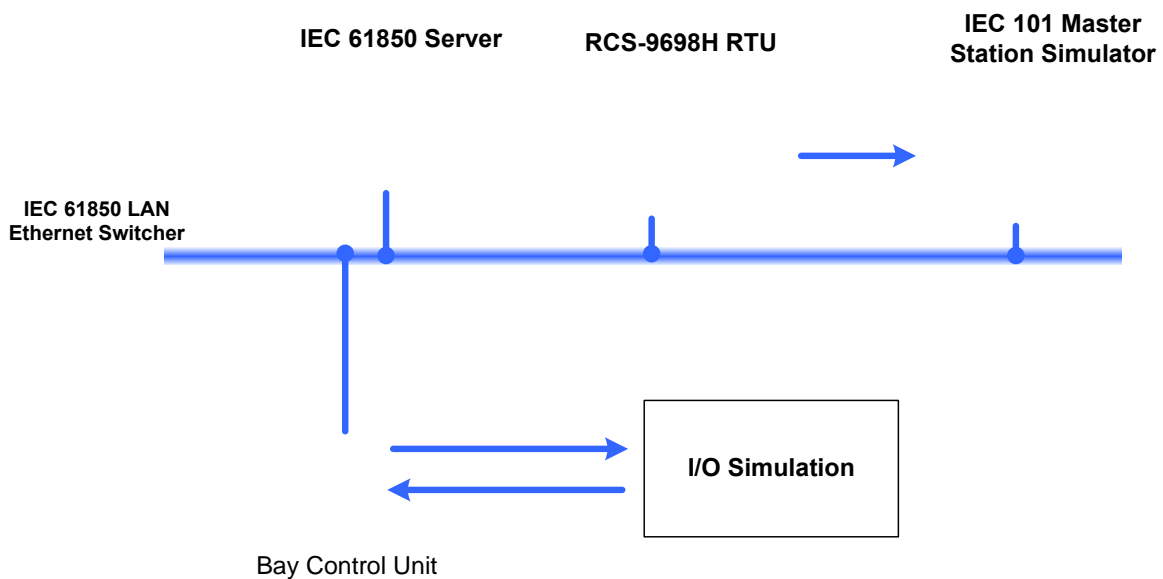 IEC 61850 Server
RCS-9698H RTU
IEC 101 Master
Station Simulator
IEC 61850 LAN
Ethernet Switcher
I/O Simulation
Bay Control Unit